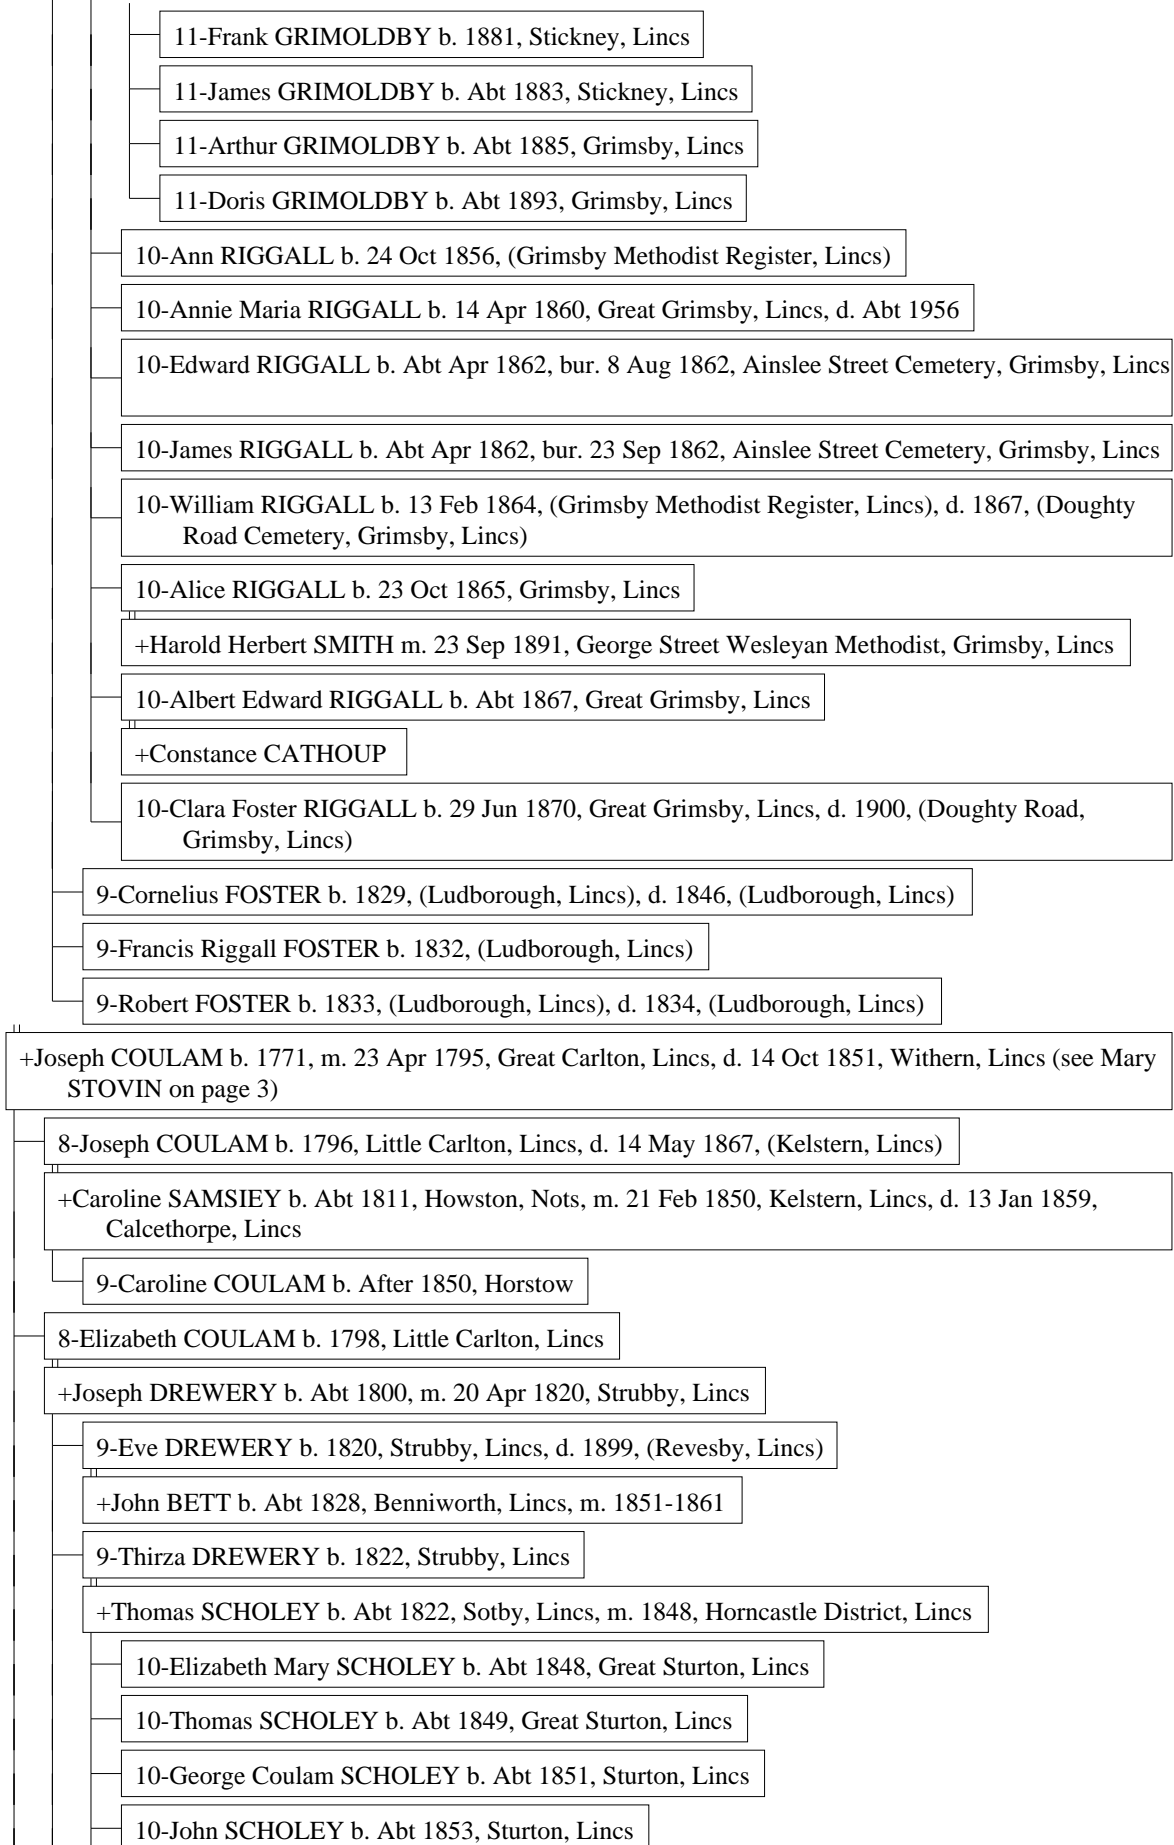 11-Frank GRIMOLDBY b. 1881, Stickney, Lincs
11-James GRIMOLDBY b. Abt 1883, Stickney, Lincs
11-Arthur GRIMOLDBY b. Abt 1885, Grimsby, Lincs
11-Doris GRIMOLDBY b. Abt 1893, Grimsby, Lincs
10-Ann RIGGALL b. 24 Oct 1856, (Grimsby Methodist Register, Lincs)
10-Annie Maria RIGGALL b. 14 Apr 1860, Great Grimsby, Lincs, d. Abt 1956
10-Edward RIGGALL b. Abt Apr 1862, bur. 8 Aug 1862, Ainslee Street Cemetery, Grimsby, Lincs
10-James RIGGALL b. Abt Apr 1862, bur. 23 Sep 1862, Ainslee Street Cemetery, Grimsby, Lincs
10-William RIGGALL b. 13 Feb 1864, (Grimsby Methodist Register, Lincs), d. 1867, (Doughty
Road Cemetery, Grimsby, Lincs)
10-Alice RIGGALL b. 23 Oct 1865, Grimsby, Lincs
+Harold Herbert SMITH m. 23 Sep 1891, George Street Wesleyan Methodist, Grimsby, Lincs
10-Albert Edward RIGGALL b. Abt 1867, Great Grimsby, Lincs
+Constance CATHOUP
10-Clara Foster RIGGALL b. 29 Jun 1870, Great Grimsby, Lincs, d. 1900, (Doughty Road,
Grimsby, Lincs)
9-Cornelius FOSTER b. 1829, (Ludborough, Lincs), d. 1846, (Ludborough, Lincs)
9-Francis Riggall FOSTER b. 1832, (Ludborough, Lincs)
9-Robert FOSTER b. 1833, (Ludborough, Lincs), d. 1834, (Ludborough, Lincs)
+Joseph COULAM b. 1771, m. 23 Apr 1795, Great Carlton, Lincs, d. 14 Oct 1851, Withern, Lincs (see Mary
STOVIN on page 3)
8-Joseph COULAM b. 1796, Little Carlton, Lincs, d. 14 May 1867, (Kelstern, Lincs)
+Caroline SAMSIEY b. Abt 1811, Howston, Nots, m. 21 Feb 1850, Kelstern, Lincs, d. 13 Jan 1859,
Calcethorpe, Lincs
9-Caroline COULAM b. After 1850, Horstow
8-Elizabeth COULAM b. 1798, Little Carlton, Lincs
+Joseph DREWERY b. Abt 1800, m. 20 Apr 1820, Strubby, Lincs
9-Eve DREWERY b. 1820, Strubby, Lincs, d. 1899, (Revesby, Lincs)
+John BETT b. Abt 1828, Benniworth, Lincs, m. 1851-1861
9-Thirza DREWERY b. 1822, Strubby, Lincs
+Thomas SCHOLEY b. Abt 1822, Sotby, Lincs, m. 1848, Horncastle District, Lincs
10-Elizabeth Mary SCHOLEY b. Abt 1848, Great Sturton, Lincs
10-Thomas SCHOLEY b. Abt 1849, Great Sturton, Lincs
10-George Coulam SCHOLEY b. Abt 1851, Sturton, Lincs
10-John SCHOLEY b. Abt 1853, Sturton, Lincs